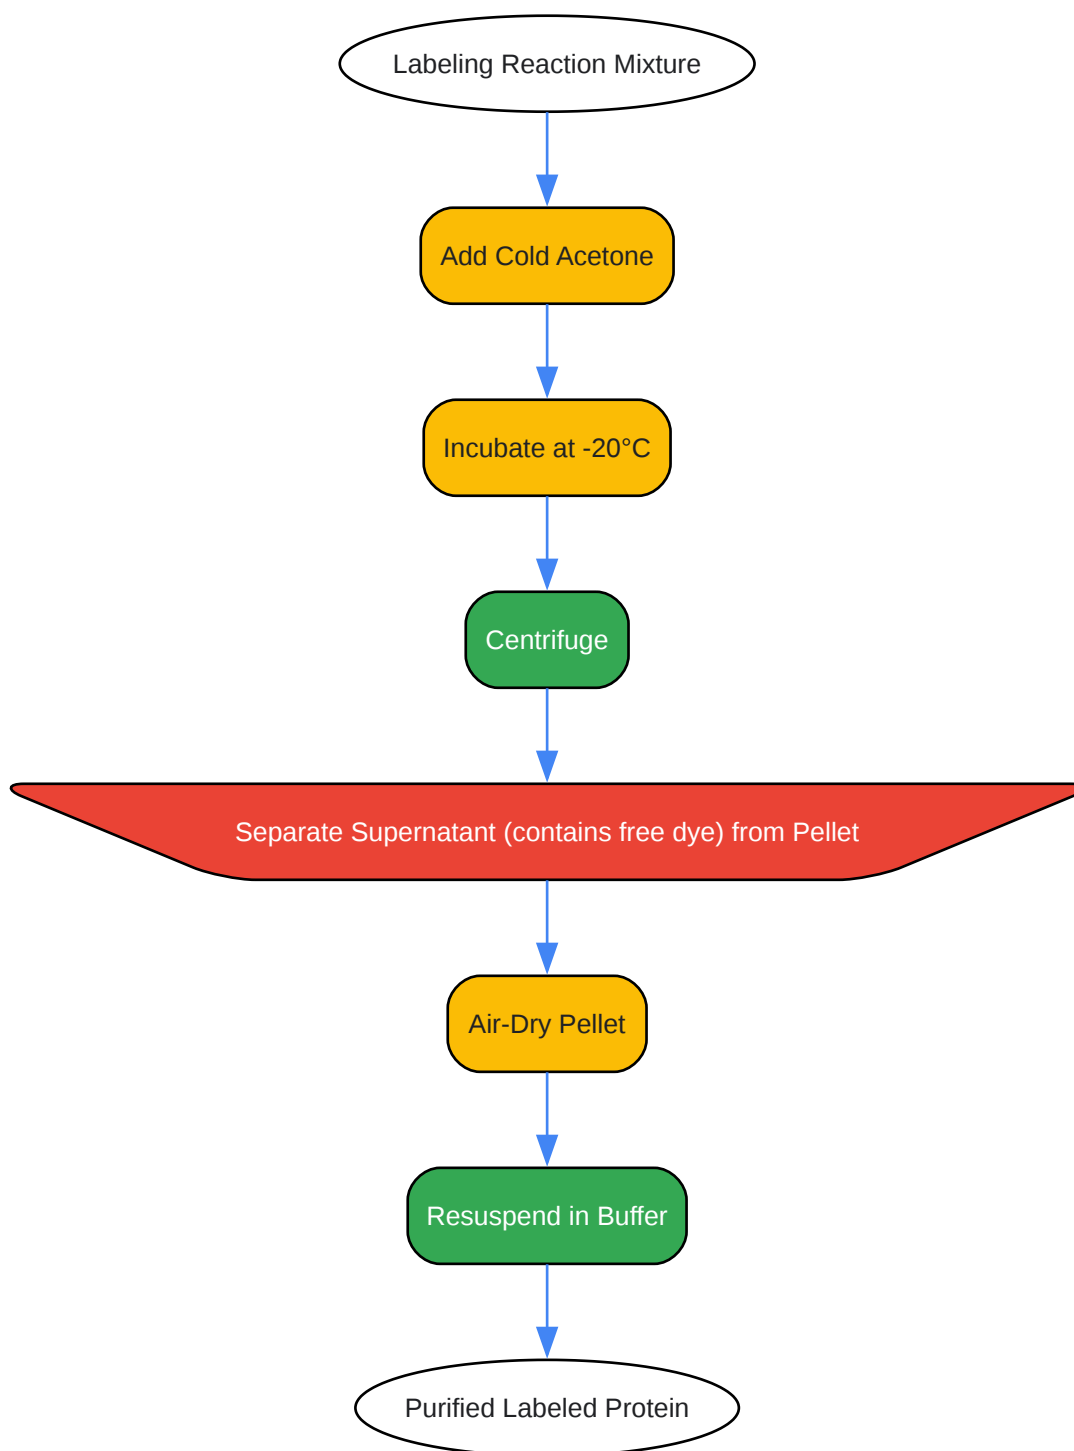 Labeling Reaction Mixture
Add Cold Acetone
Incubate at -20°C
Centrifuge
Separate Supernatant (contains free dye) from Pellet
Air-Dry Pellet
Resuspend in Buffer
Purified Labeled Protein